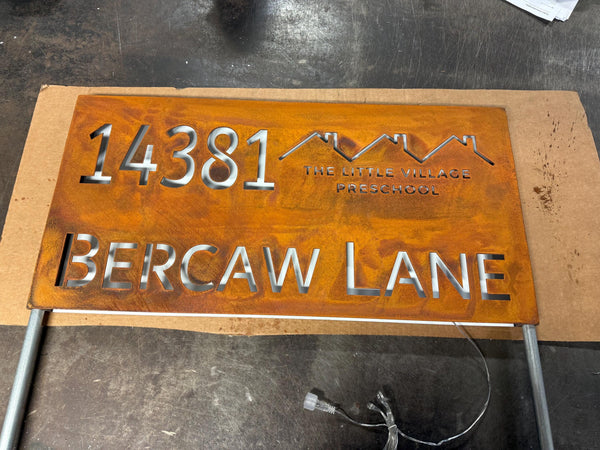 14381
THE LITTLE VILLAGE
PRESCHOOL
BERCAW LANE